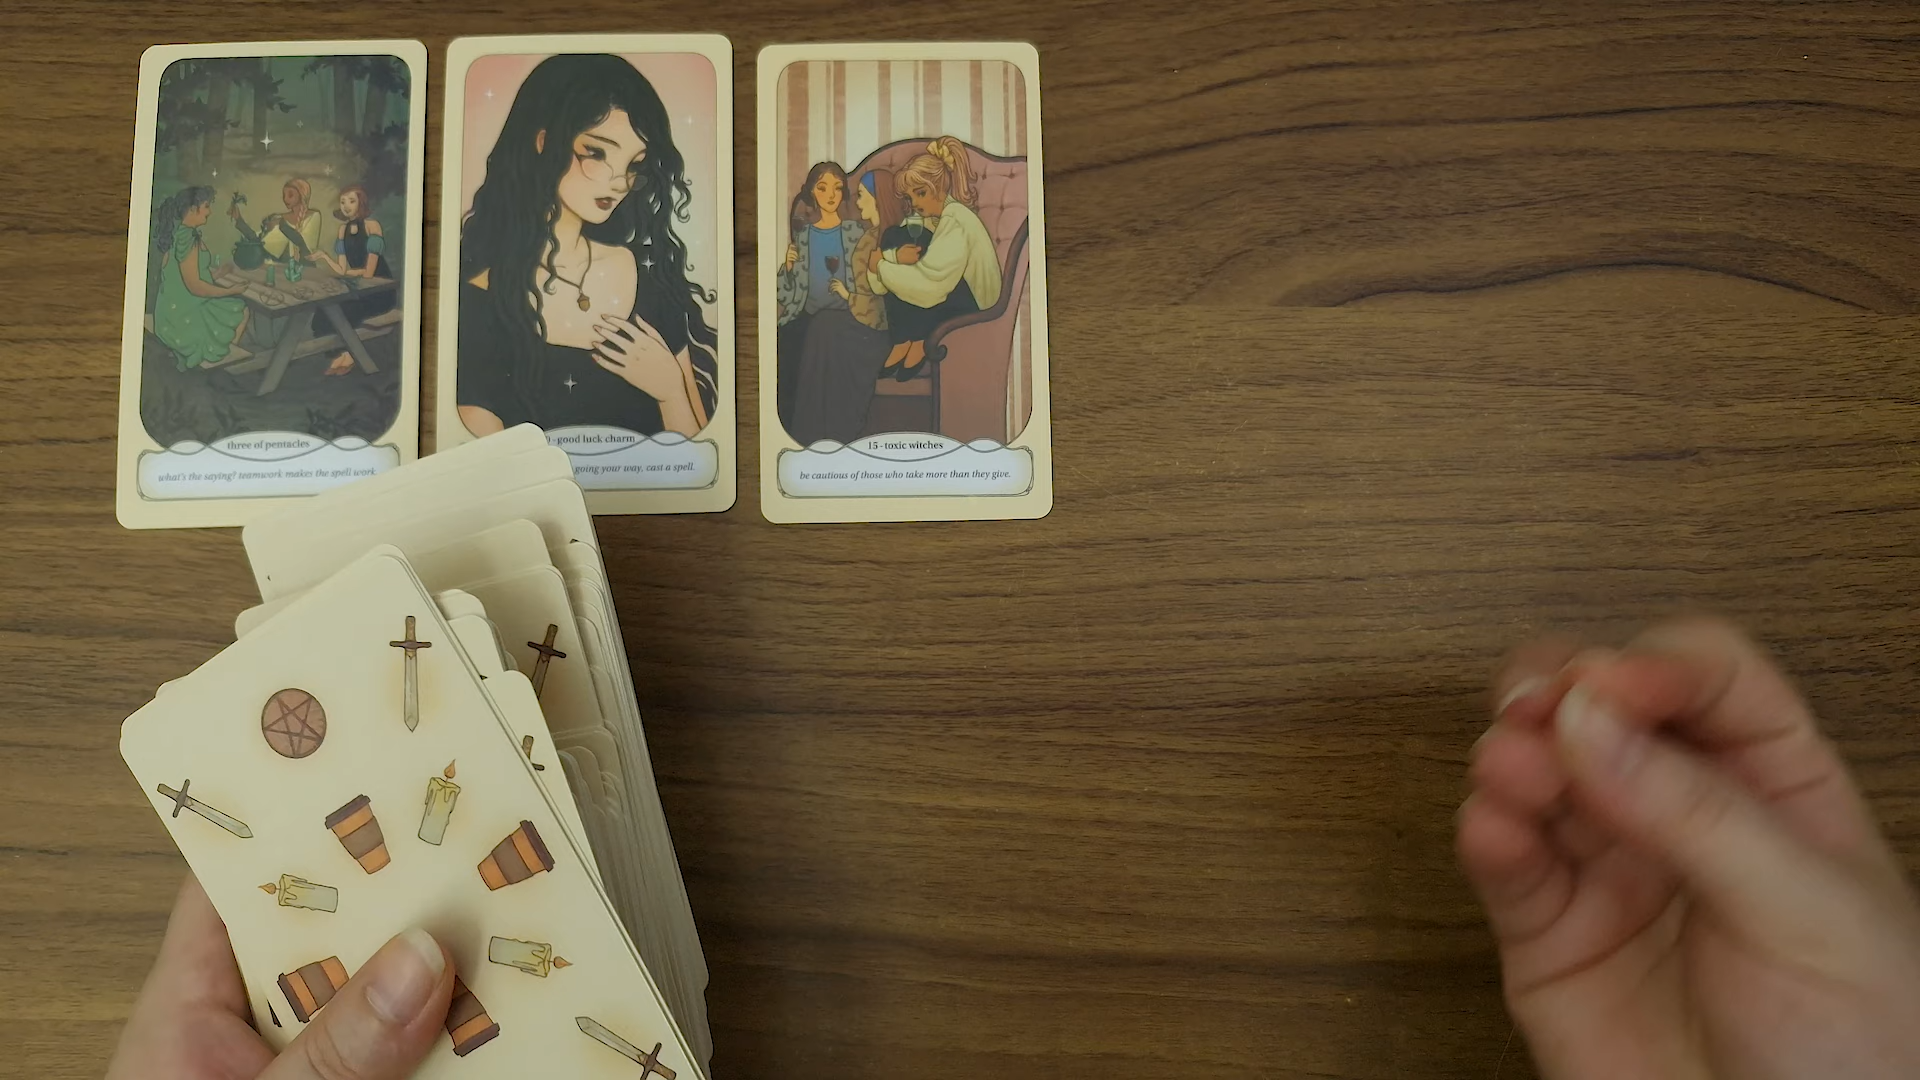 three of pentacles
what's the saying? teamwork makes the spell work.
-good luck charm
going your way, cast a spell.
15-toxic witches
be cautious of those who take more than they give.